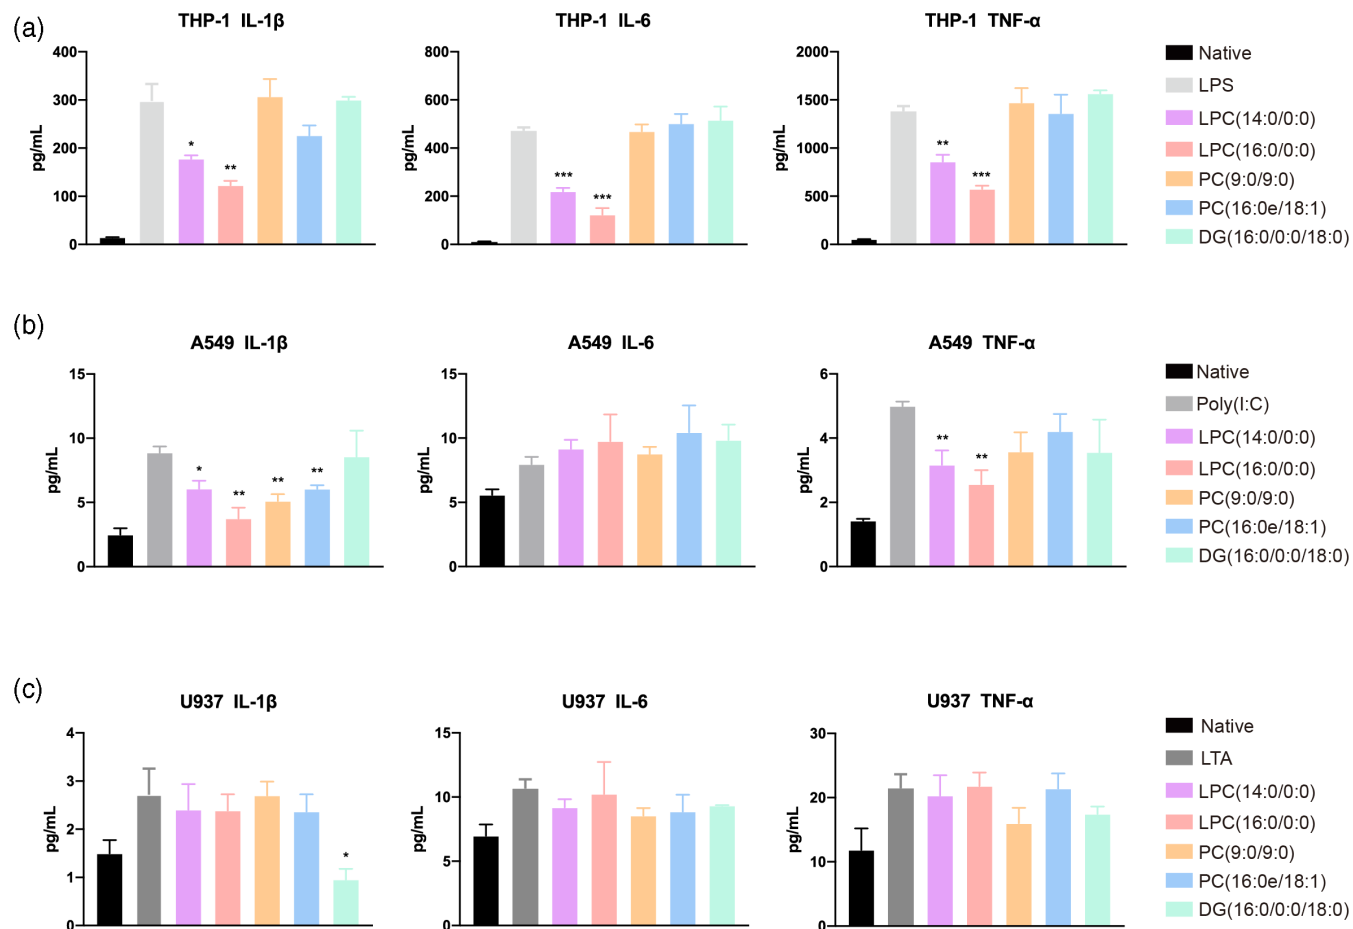 (a)
THP-1 IL-1β
THP-1 IL-6
THP-1 TNF-α
pg/mL
400
300
200
100
0
*
**
pg/mL
800
600
400
200
0
***
***
pg/mL
2000
1500
1000
500
0
**
***
Native
LPS
LPC(14:0/0:0)
LPC(16:0/0:0)
PC(9:0/9:0)
PC(16:0e/18:1)
DG(16:0/0:0/18:0)
(b)
A549 IL-1β
A549 IL-6
A549 TNF-α
pg/mL
15
10
5
0
*
**
**
**
pg/mL
15
10
5
0
pg/mL
6
4
2
0
**
**
Native
Poly(I:C)
LPC(14:0/0:0)
LPC(16:0/0:0)
PC(9:0/9:0)
PC(16:0e/18:1)
DG(16:0/0:0/18:0)
(c)
U937 IL-1β
U937 IL-6
U937 TNF-α
pg/mL
4
3
2
1
0
*
pg/mL
15
10
5
0
pg/mL
30
20
10
0
Native
LTA
LPC(14:0/0:0)
LPC(16:0/0:0)
PC(9:0/9:0)
PC(16:0e/18:1)
DG(16:0/0:0/18:0)